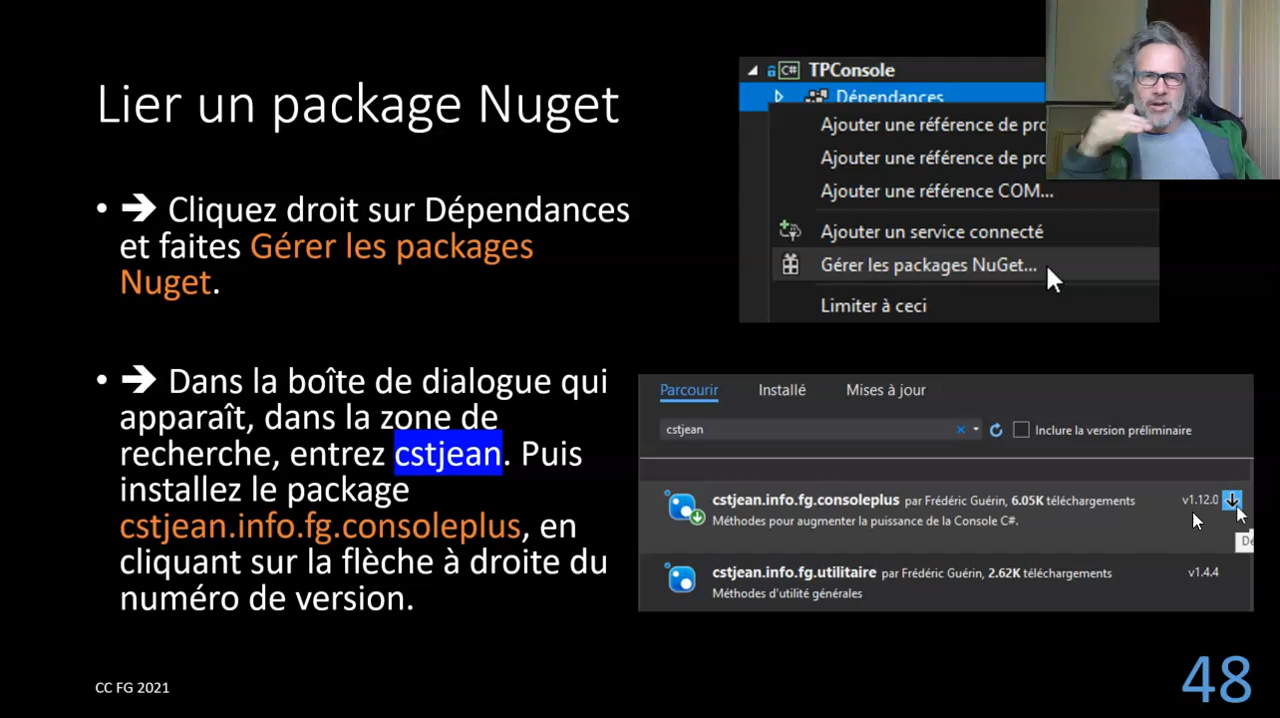 Lier un package Nuget
• ➔ Cliquez droit sur Dépendances
et faites Gérer les packages
Nuget.
• ➔ Dans la boîte de dialogue qui
apparaît, dans la zone de
recherche, entrez cstjean. Puis
installez le package
cstjean.info.fg.consoleplus, en
cliquant sur la flèche à droite du
numéro de version.
TPConsole
Dépendances
Ajouter une référence de pro
Ajouter une référence de pro
Ajouter une référence COM...
Ajouter un service connecté
Gérer les packages NuGet...
Limiter à ceci
Parcourir Installé Mises à jour
cstjean Inclure la version préliminaire
cstjean.info.fg.consoleplus par Frédéric Guérin, 6.05K téléchargements v1.12.0
Méthodes pour augmenter la puissance de la Console C#.
Dé
cstjean.info.fg.utilitaire par Frédéric Guérin, 2.62K téléchargements v1.4.4
Méthodes d'utilité générales
CC FG 2021
48